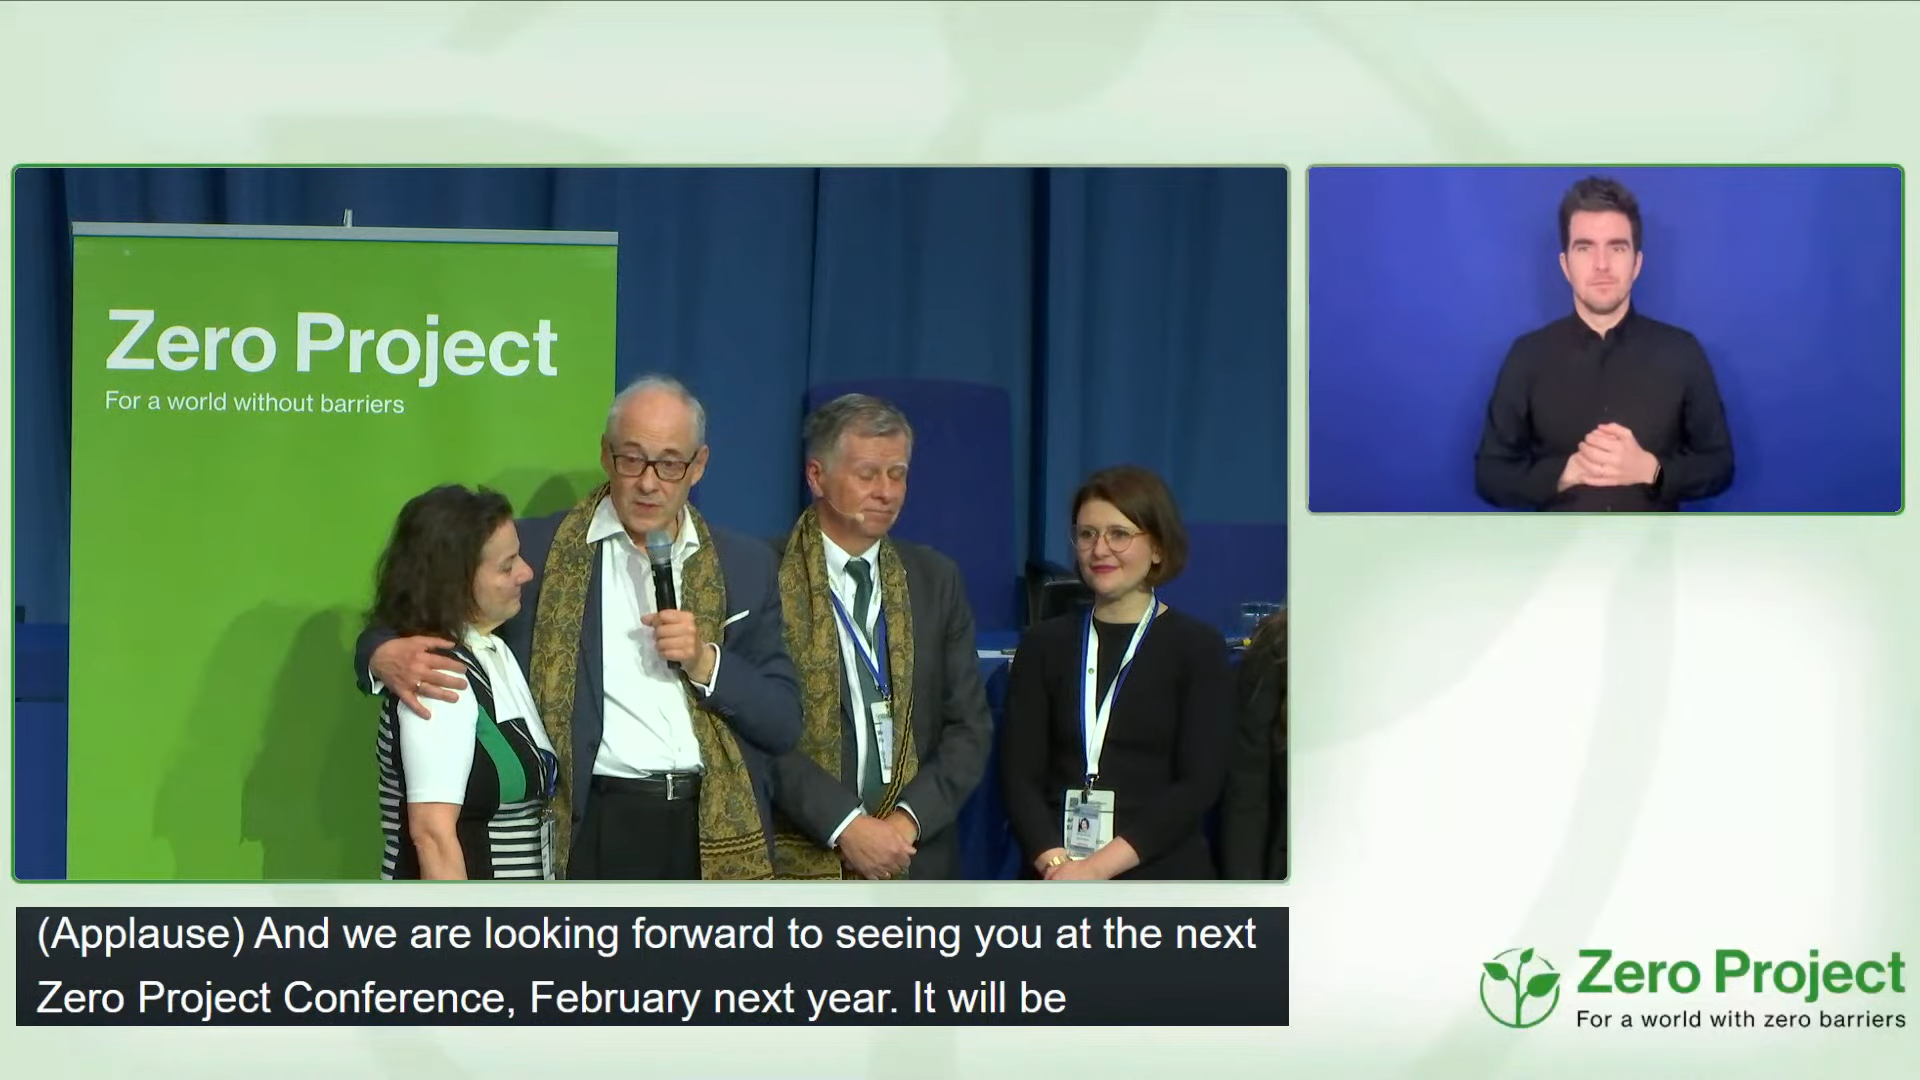 Zero Project
For a world without barriers
(Applause) And we are looking forward to seeing you at the next
Zero Project Conference, February next year. It will be
Zero Project
For a world with zero barriers